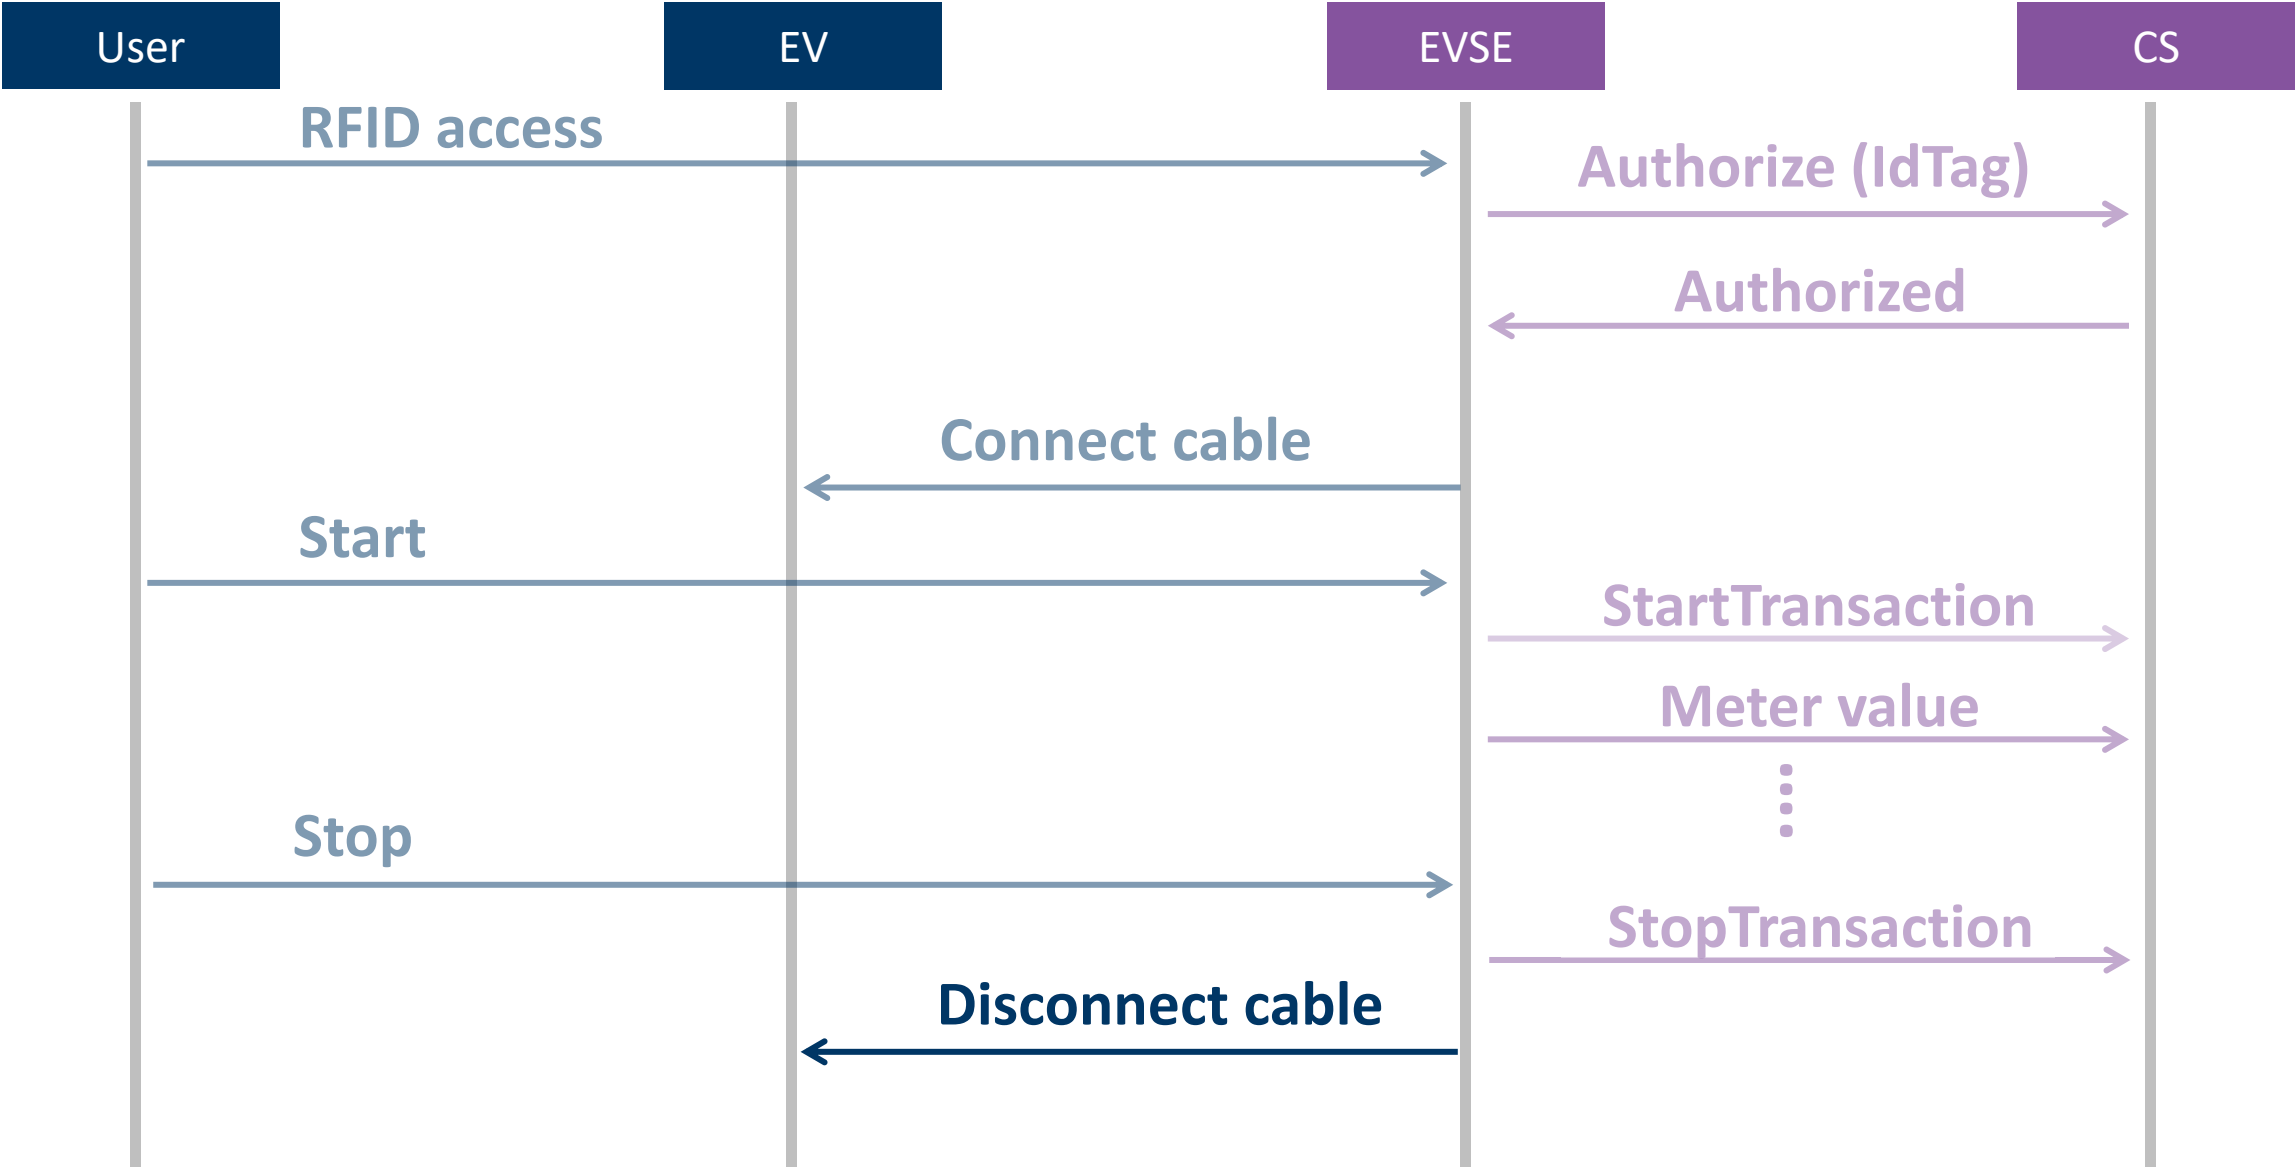 User
EV
EVSE
CS
RFID access
Authorize (IdTag)
Authorized
Connect cable
Start
StartTransaction
Meter value
Stop
StopTransaction
Disconnect cable